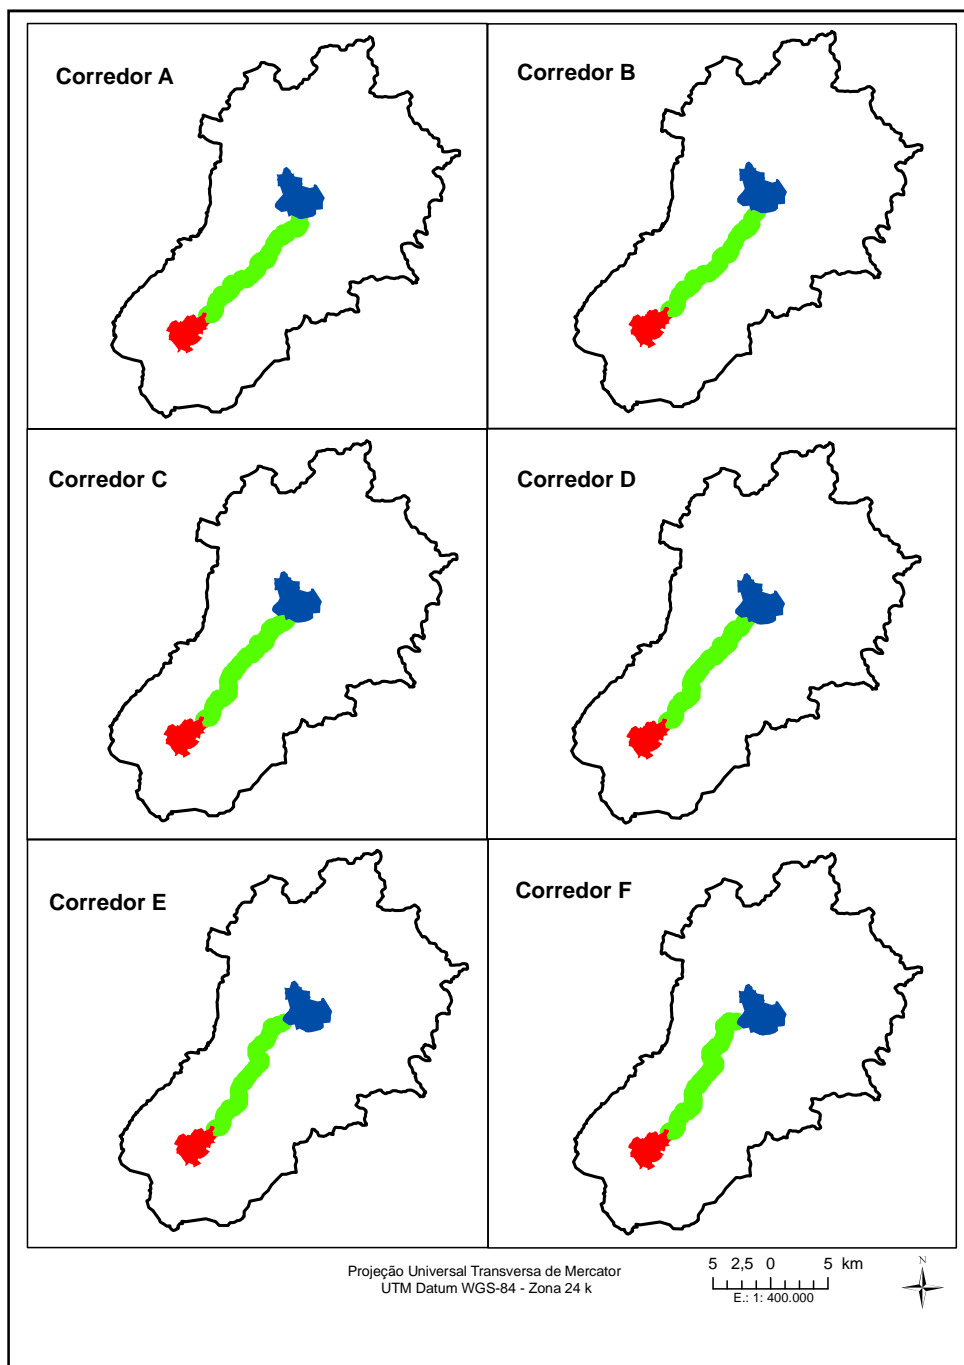 Corredor A
Corredor B
Corredor C
Corredor D
Corredor E
Corredor F
Projeção Universal Transversa de Mercator
UTM Datum WGS-84 - Zona 24 k
5 2,5 0 5 km
E.: 1: 400.000
N